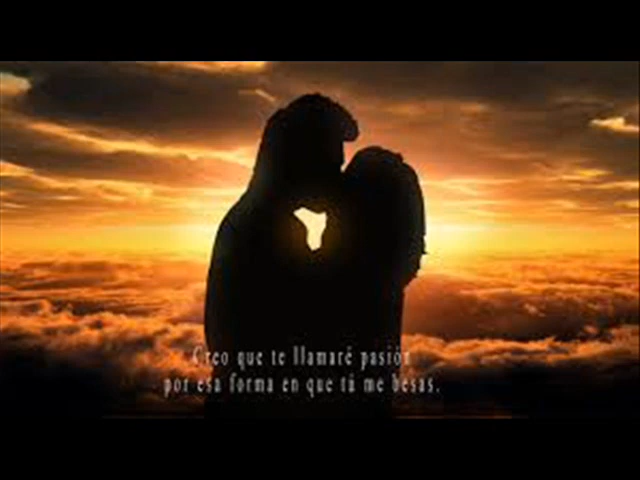 Creo que te llamaré pasión
por esa forma en que tú me besas.